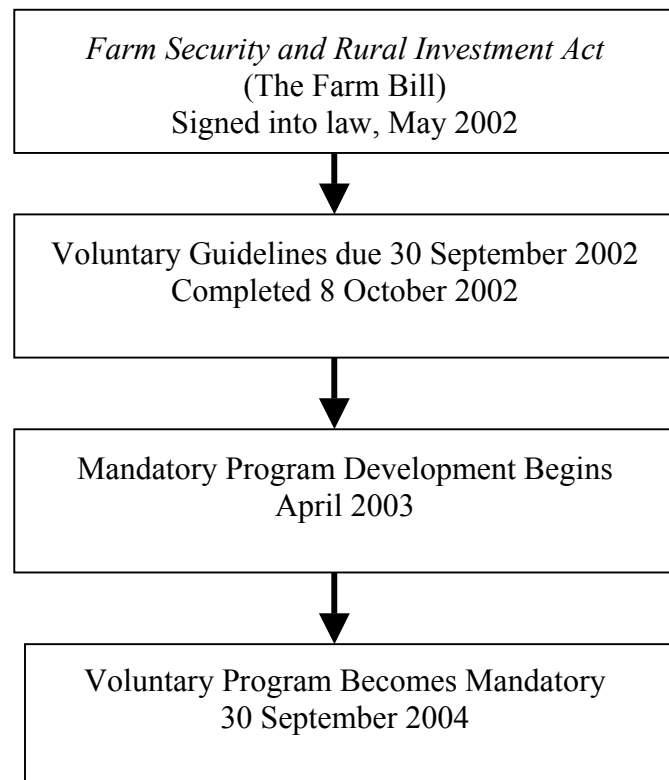 Farm Security and Rural Investment Act
(The Farm Bill)
Signed into law, May 2002
Voluntary Guidelines due 30 September 2002
Completed 8 October 2002
Mandatory Program Development Begins
April 2003
Voluntary Program Becomes Mandatory
30 September 2004